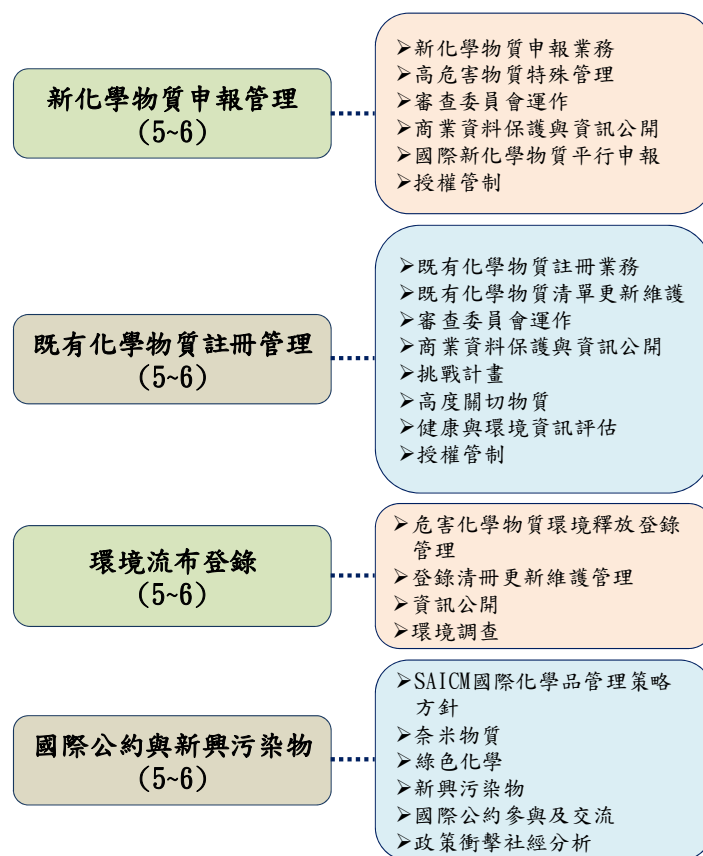 新化學物質申報管理
(5~6)
➢新化學物質申報業務
➢高危害物質特殊管理
➢審查委員會運作
➢商業資料保護與資訊公開
➢國際新化學物質平行申報
➢授權管制
既有化學物質註冊管理
(5~6)
➢既有化學物質註冊業務
➢既有化學物質清單更新維護
➢審查委員會運作
➢商業資料保護與資訊公開
➢挑戰計畫
➢高度關切物質
➢健康與環境資訊評估
➢授權管制
環境流布登錄
(5~6)
➢危害化學物質環境釋放登錄
管理
➢登錄清冊更新維護管理
➢資訊公開
➢環境調查
國際公約與新興污染物
(5~6)
➢SAICM國際化學品管理策略
方針
➢奈米物質
➢綠色化學
➢新興污染物
➢國際公約參與及交流
➢政策衝擊社經分析